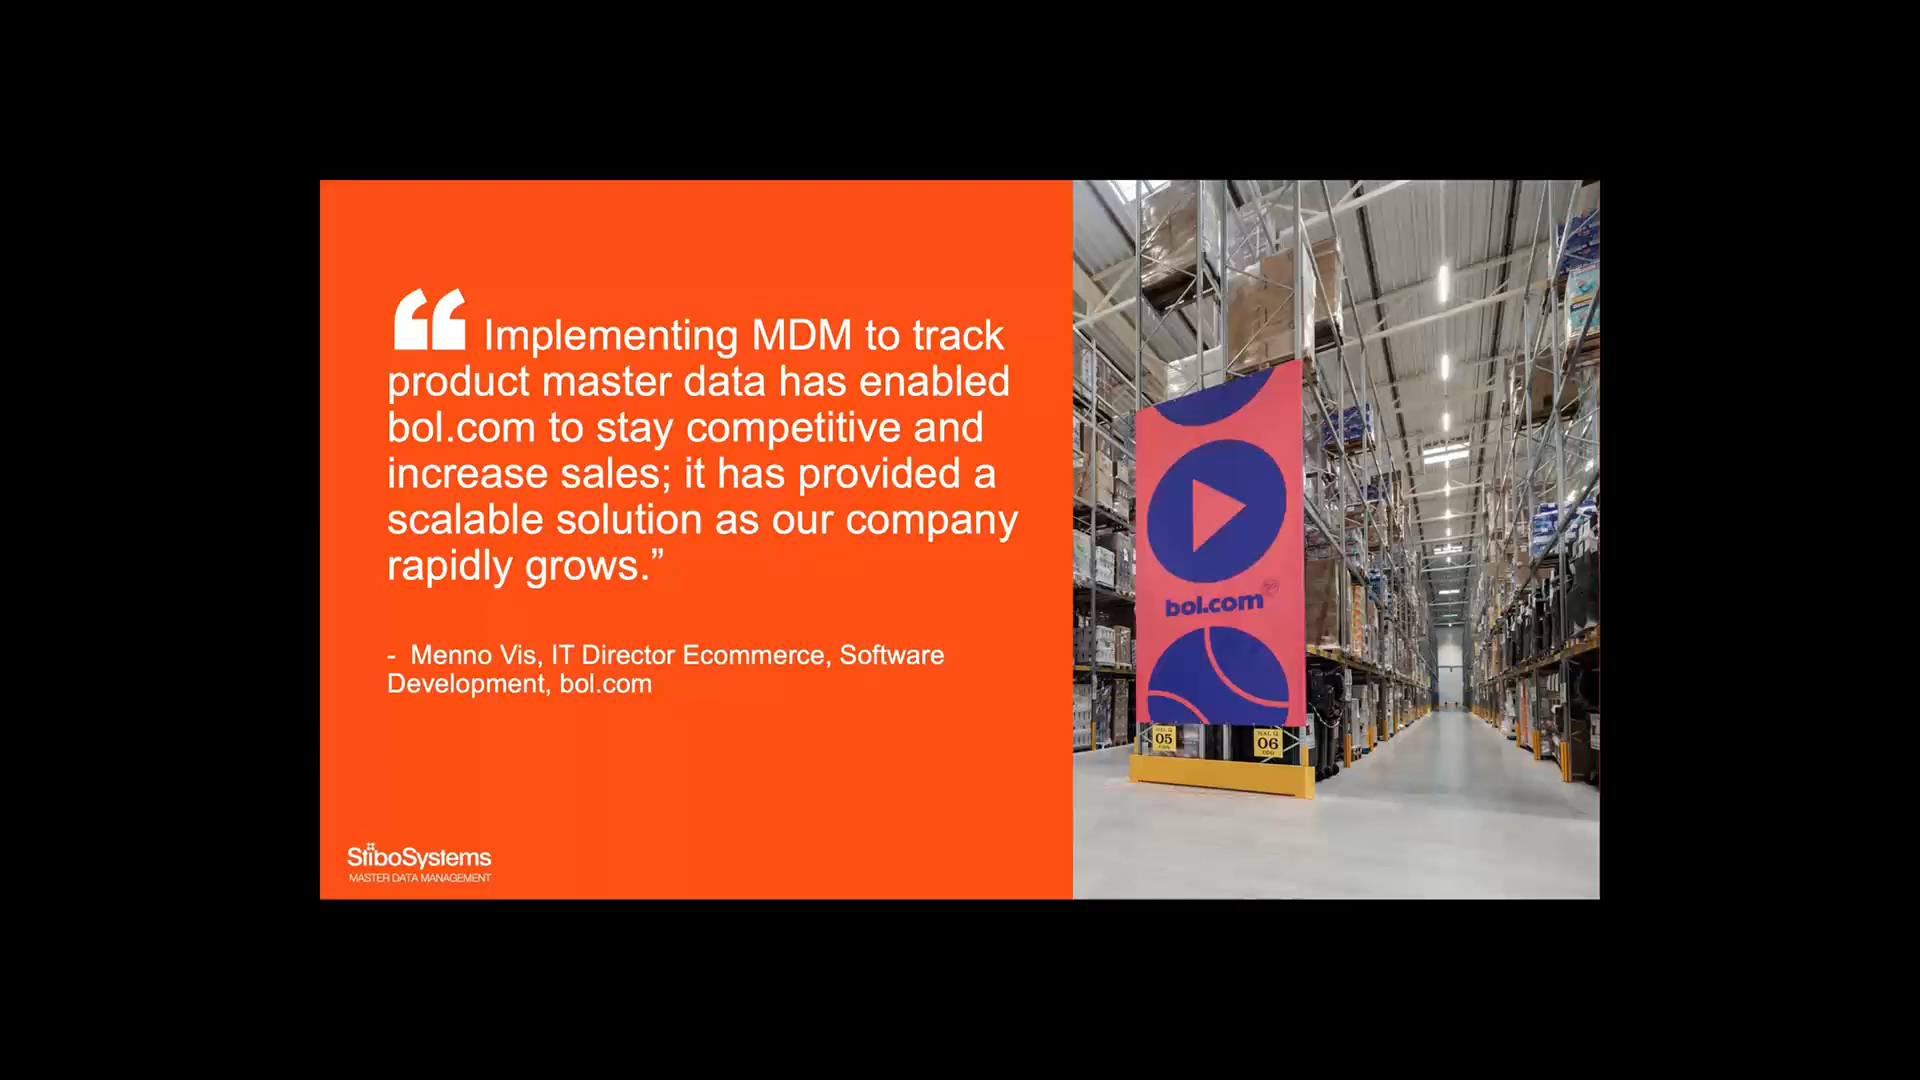 “ Implementing MDM to track
product master data has enabled
bol.com to stay competitive and
increase sales; it has provided a
scalable solution as our company
rapidly grows.”
- Menno Vis, IT Director Ecommerce, Software
Development, bol.com
StiboSystems
MASTER DATA MANAGEMENT
bol.com
05
06